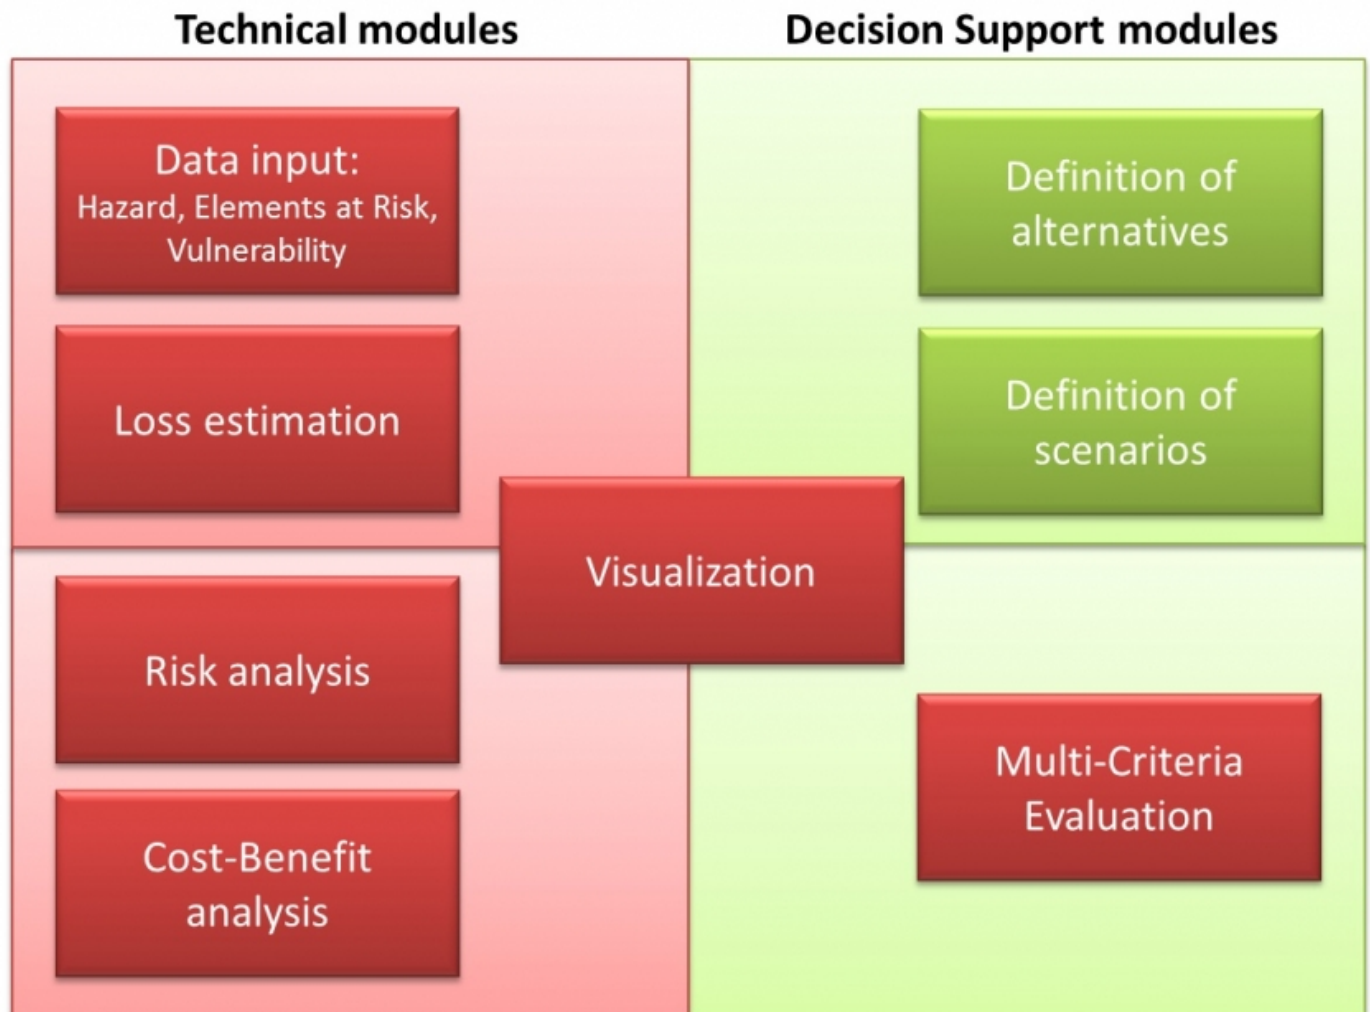 Technical modules
Decision Support modules
Data input:
Hazard, Elements at Risk,
Vulnerability
Definition of
alternatives
Loss estimation
Definition of
scenarios
Visualization
Risk analysis
Multi-Criteria
Evaluation
Cost-Benefit
analysis